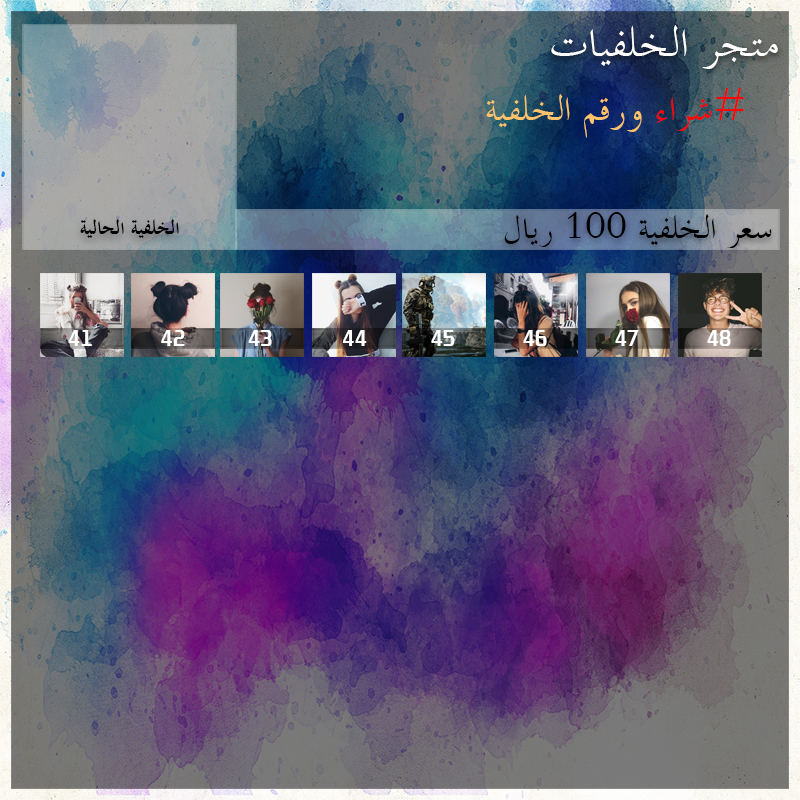 متجر الخلفيات
#شراء ورقم الخلفية
سعر الخلفية 100 ريال
الخلفية الحالية
41 42 43 44 45 46 47 48